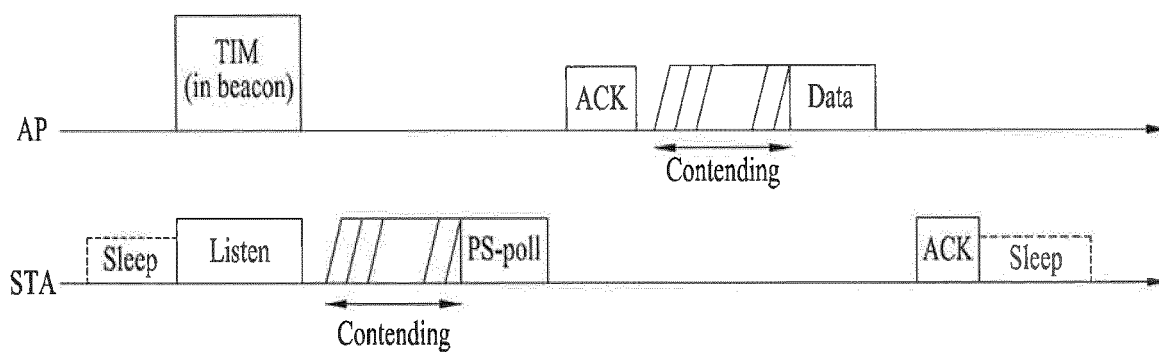 TIM
(in beacon)
ACK
Data
AP
Contending
Sleep
Listen
PS-poll
ACK
Sleep
STA
Contending